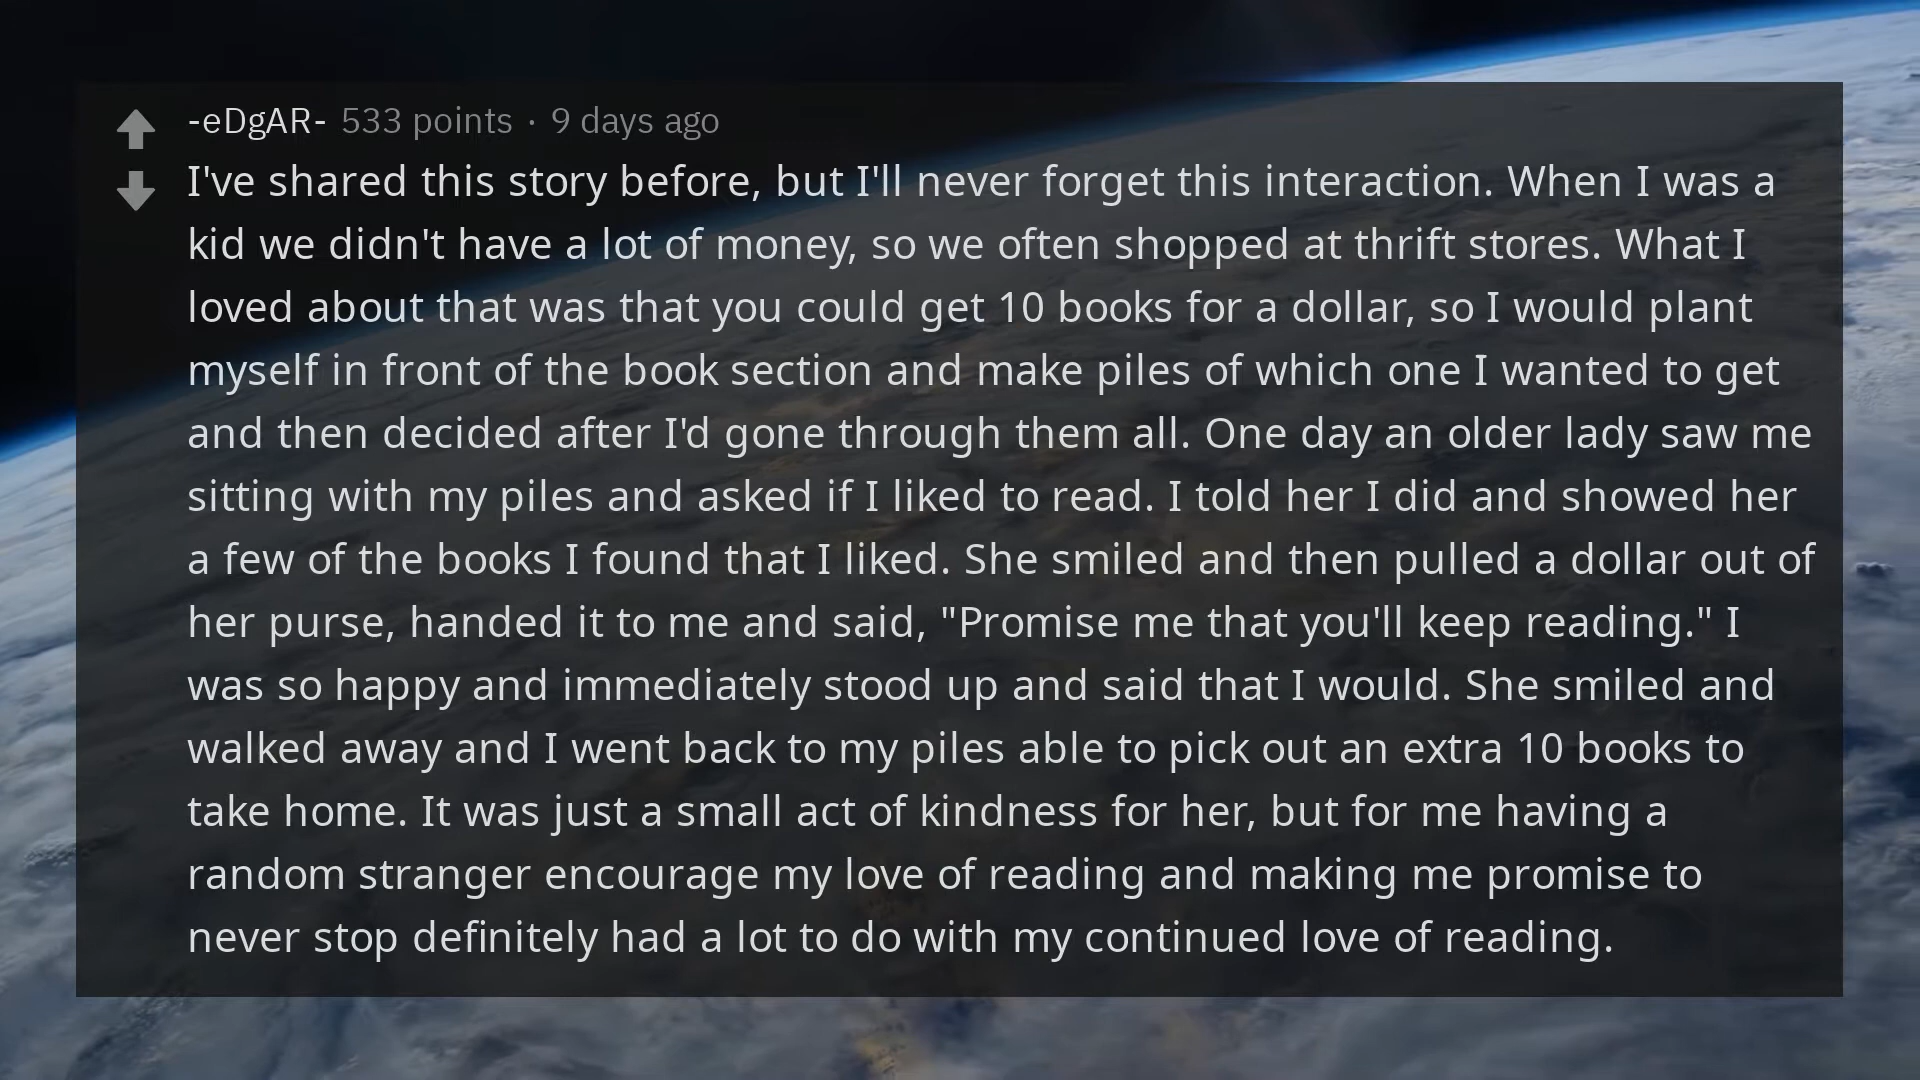 -eDgAR- 533 points · 9 days ago
I've shared this story before, but I'll never forget this interaction. When I was a
kid we didn't have a lot of money, so we often shopped at thrift stores. What I
loved about that was that you could get 10 books for a dollar, so I would plant
myself in front of the book section and make piles of which one I wanted to get
and then decided after I'd gone through them all. One day an older lady saw me
sitting with my piles and asked if I liked to read. I told her I did and showed her
a few of the books I found that I liked. She smiled and then pulled a dollar out of
her purse, handed it to me and said, "Promise me that you'll keep reading." I
was so happy and immediately stood up and said that I would. She smiled and
walked away and I went back to my piles able to pick out an extra 10 books to
take home. It was just a small act of kindness for her, but for me having a
random stranger encourage my love of reading and making me promise to
never stop definitely had a lot to do with my continued love of reading.